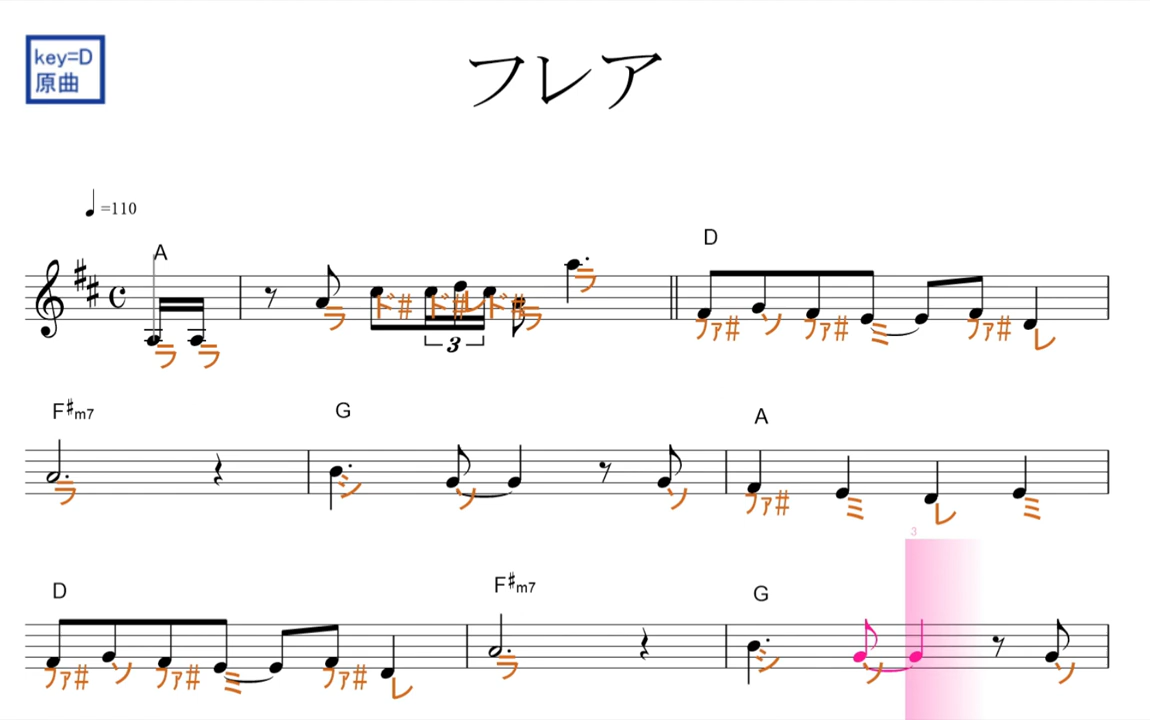 key=D
原曲
フレア
=110
A
D
ラ ラ ラ ド# ド# レ ド# ラ ラ ファ# ソ ファ# ミ ファ# レ
3
F#m7 G A
ラ シ ソ ソ ファ# ミ レ ミ
3
D F#m7 G
ファ# ソ ファ# ミ ファ# レ ラ シ ソ ソ